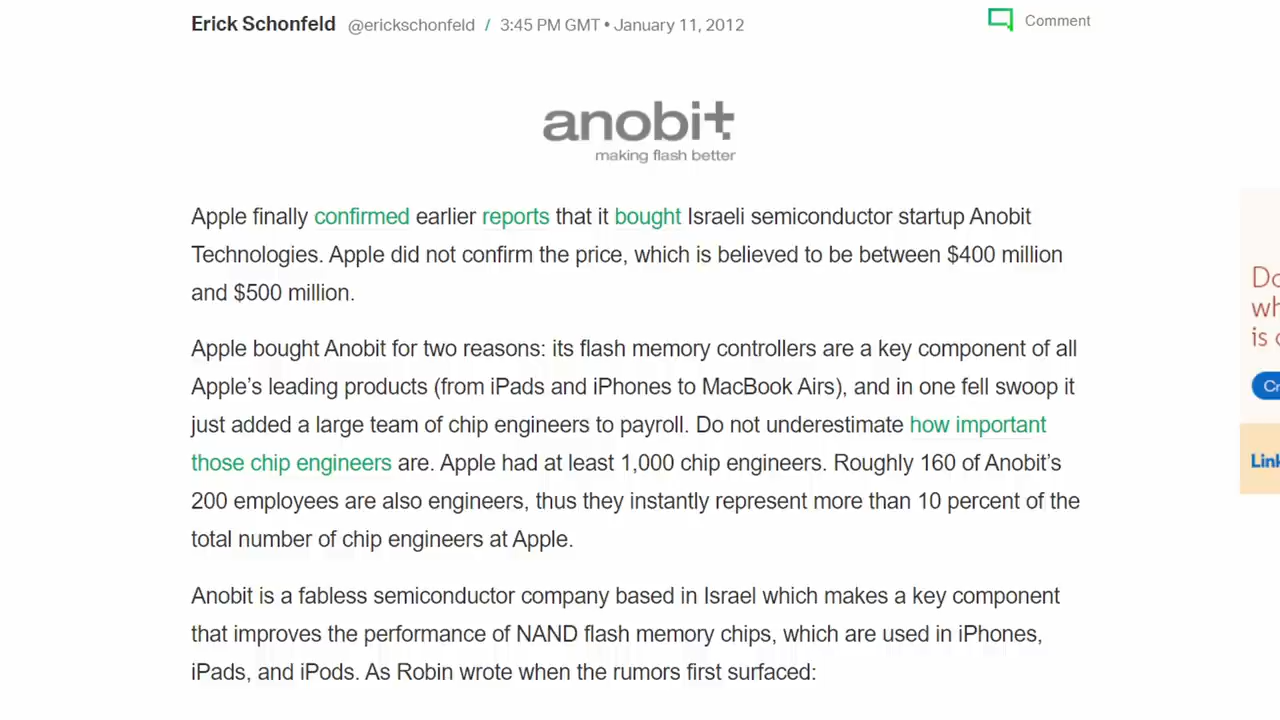 Erick Schonfeld @erickschonfeld / 3:45 PM GMT • January 11, 2012
Comment
anobit
making flash better
Apple finally confirmed earlier reports that it bought Israeli semiconductor startup Anobit
Technologies. Apple did not confirm the price, which is believed to be between $400 million
and $500 million.
Apple bought Anobit for two reasons: its flash memory controllers are a key component of all
Apple’s leading products (from iPads and iPhones to MacBook Airs), and in one fell swoop it
just added a large team of chip engineers to payroll. Do not underestimate how important
those chip engineers are. Apple had at least 1,000 chip engineers. Roughly 160 of Anobit’s
200 employees are also engineers, thus they instantly represent more than 10 percent of the
total number of chip engineers at Apple.
Anobit is a fabless semiconductor company based in Israel which makes a key component
that improves the performance of NAND flash memory chips, which are used in iPhones,
iPads, and iPods. As Robin wrote when the rumors first surfaced:
is